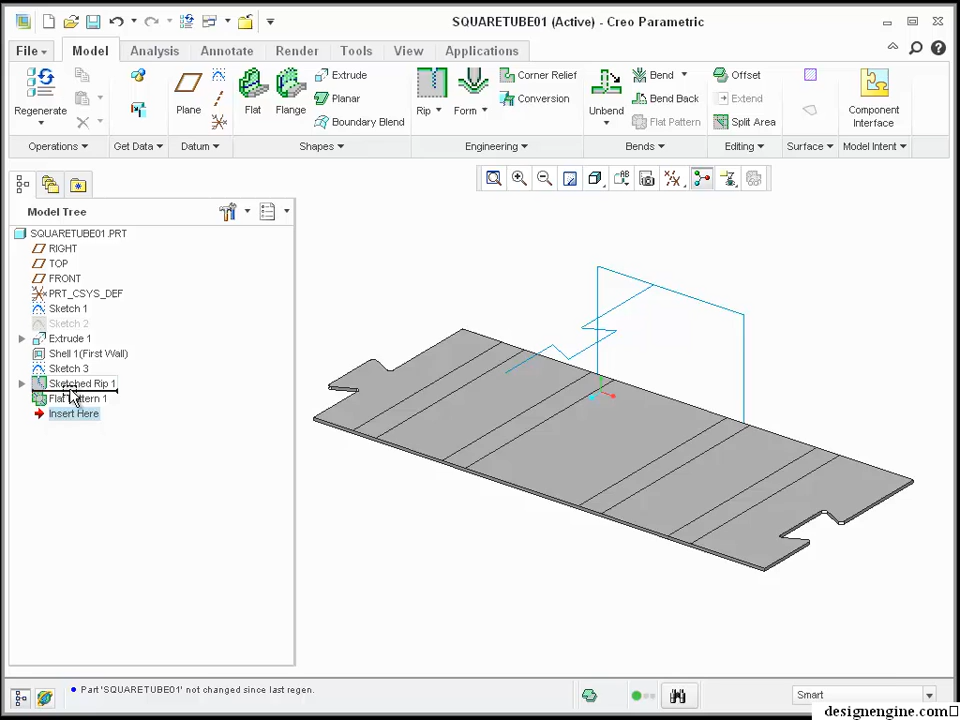 SQUARETUBE01 (Active) - Creo Parametric
File Model Analysis Annotate Render Tools View Applications
Regenerate
Plane
Flat
Flange
Extrude
Planar
Boundary Blend
Rip
Form
Corner Relief
Conversion
Unbend
Bend
Bend Back
Flat Pattern
Offset
Extend
Split Area
Component
Interface
Operations Get Data Datum Shapes Engineering Bends Editing Surface Model Intent
Model Tree
SQUARETUBE01.PRT
RIGHT
TOP
FRONT
PRT_CSYS_DEF
Sketch 1
Sketch 2
Extrude 1
Shell 1(First Wall)
Sketch 3
Sketched Rip 1
Flat Pattern 1
Insert Here
Part 'SQUARETUBE01' not changed since last regen.
Smart
designengine.com